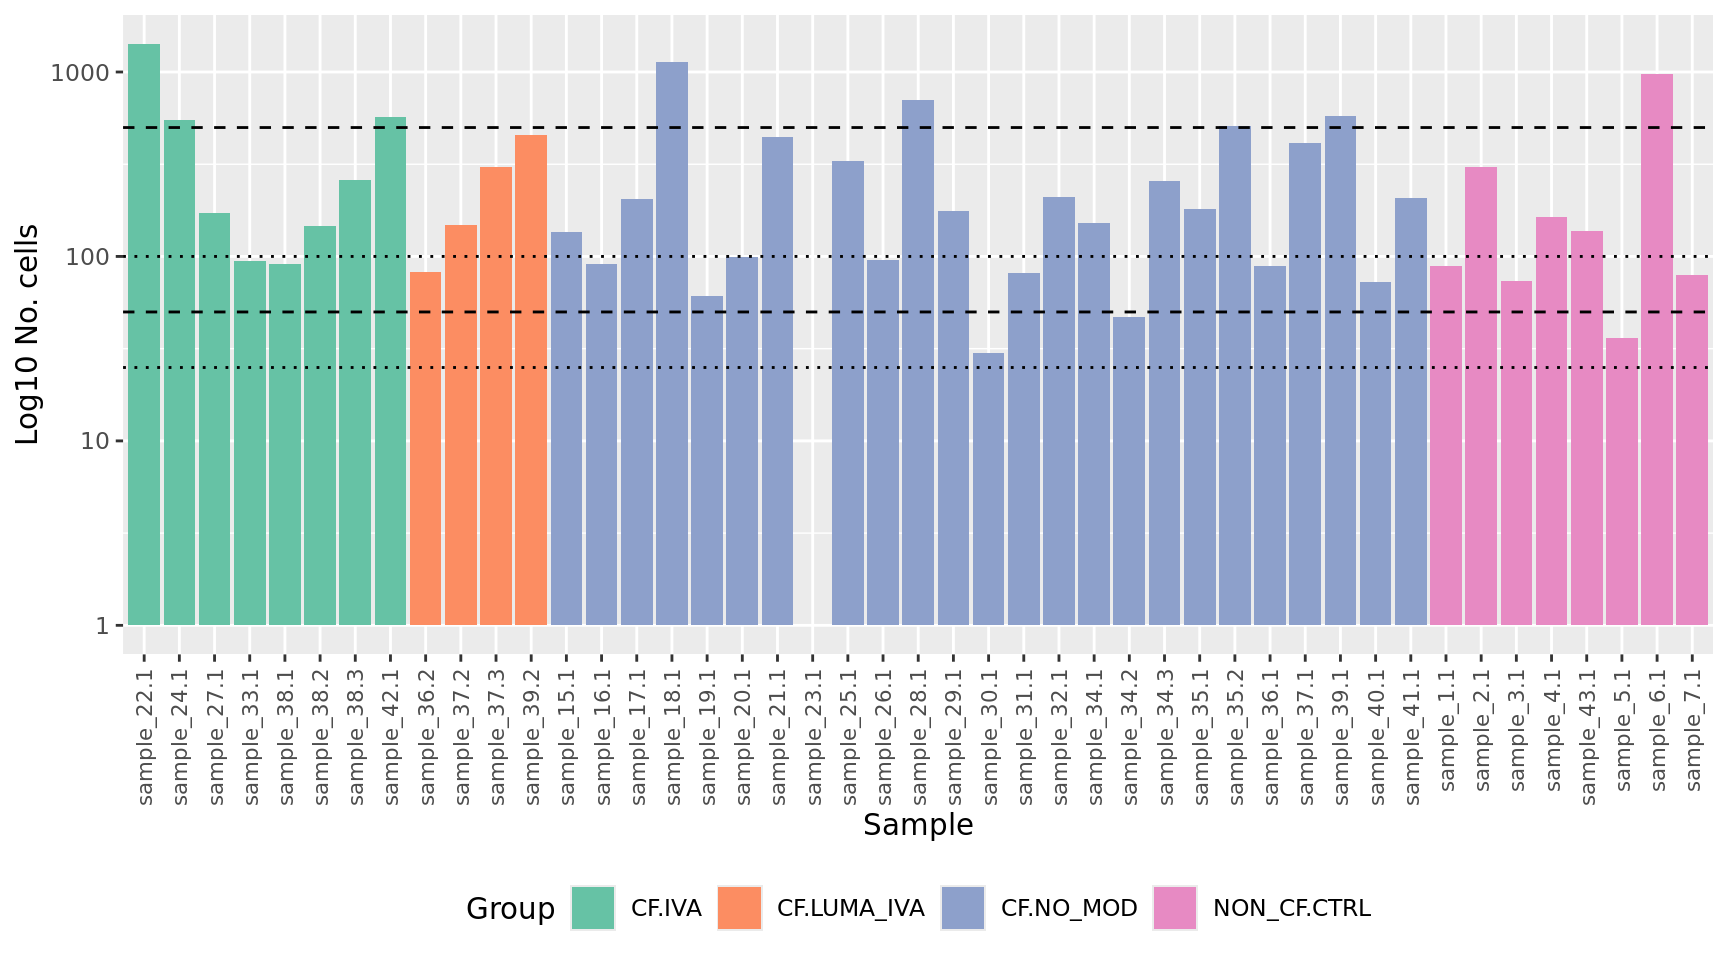 Log10 No. cells
1000
100
10
1
sample_22.1
sample_24.1
sample_27.1
sample_33.1
sample_38.1
sample_38.2
sample_38.3
sample_42.1
sample_36.2
sample_37.2
sample_37.3
sample_39.2
sample_15.1
sample_16.1
sample_17.1
sample_18.1
sample_19.1
sample_20.1
sample_21.1
sample_23.1
sample_25.1
sample_26.1
sample_28.1
sample_29.1
sample_30.1
sample_31.1
sample_32.1
sample_34.1
sample_34.2
sample_34.3
sample_35.1
sample_35.2
sample_36.1
sample_37.1
sample_39.1
sample_40.1
sample_41.1
sample_1.1
sample_2.1
sample_3.1
sample_4.1
sample_43.1
sample_5.1
sample_6.1
sample_7.1
Sample
Group CF.IVA CF.LUMA_IVA CF.NO_MOD NON_CF.CTRL